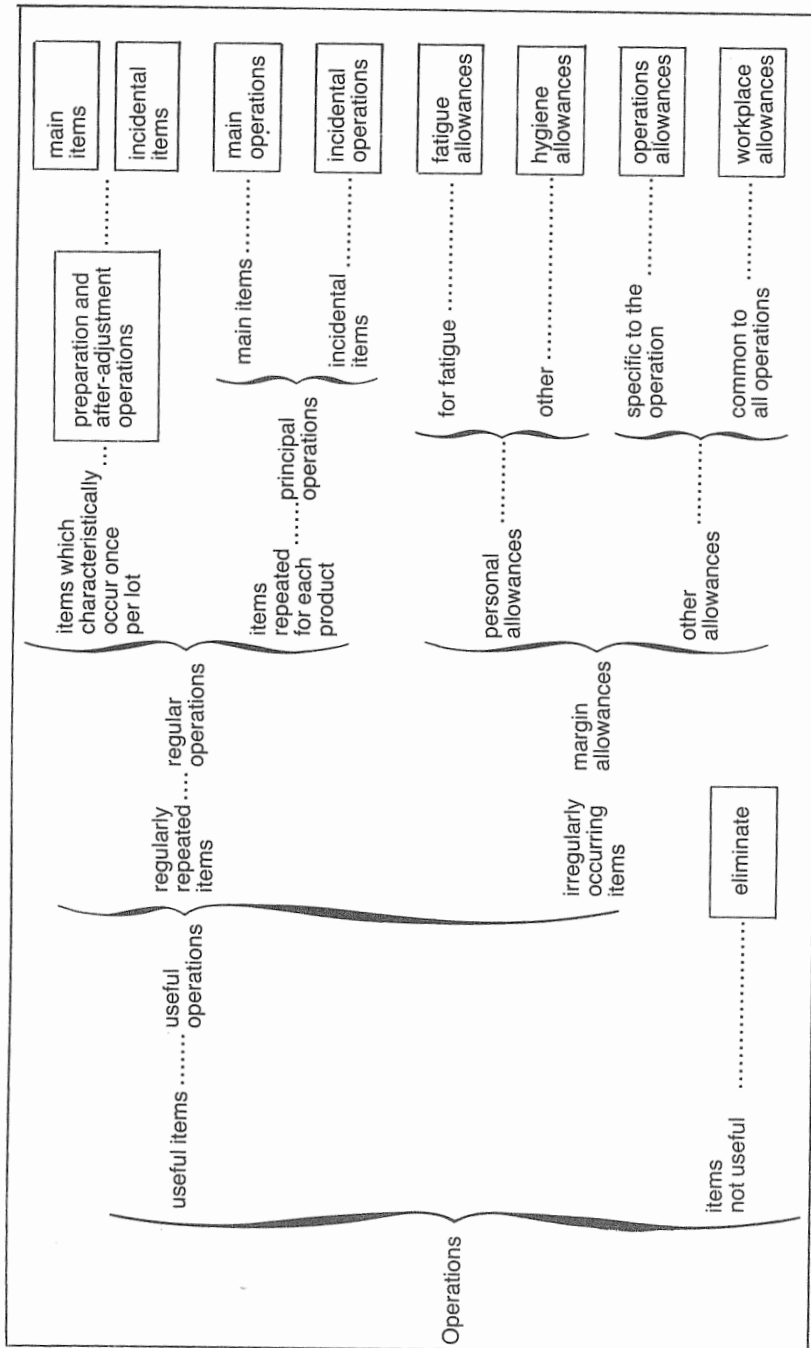 Operations
useful items
useful
operations
regularly
repeated
items
regular
operations
items which
characteristically
occur once
per lot
preparation and
after-adjustment
operations
main
items
incidental
items
items
repeated
for each
product
principal
operations
main items
main
operations
incidental
items
incidental operations
irregularly
occurring
items
margin
allowances
personal
allowances
for fatigue
fatigue
allowances
other
hygiene
allowances
other
allowances
specific to the
operation
operations
allowances
common to
all operations
workplace
allowances
items
not useful
eliminate